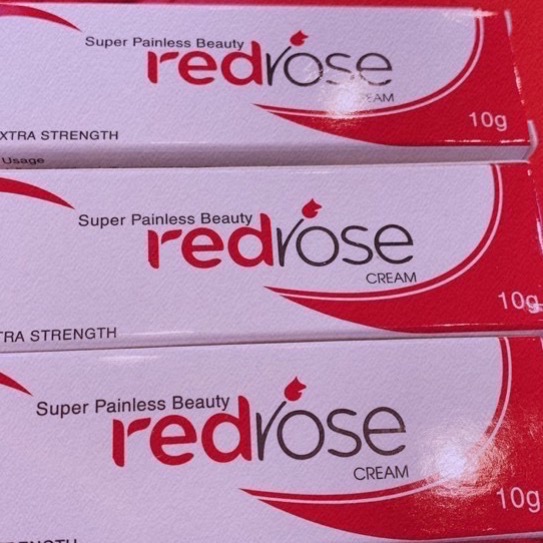 Super Painless Beauty
redrose
CREAM
XTRA STRENGTH
10g
Usage
Super Painless Beauty
redrose
CREAM
10g
TRA STRENGTH
Super Painless Beauty
redrose
CREAM
10g